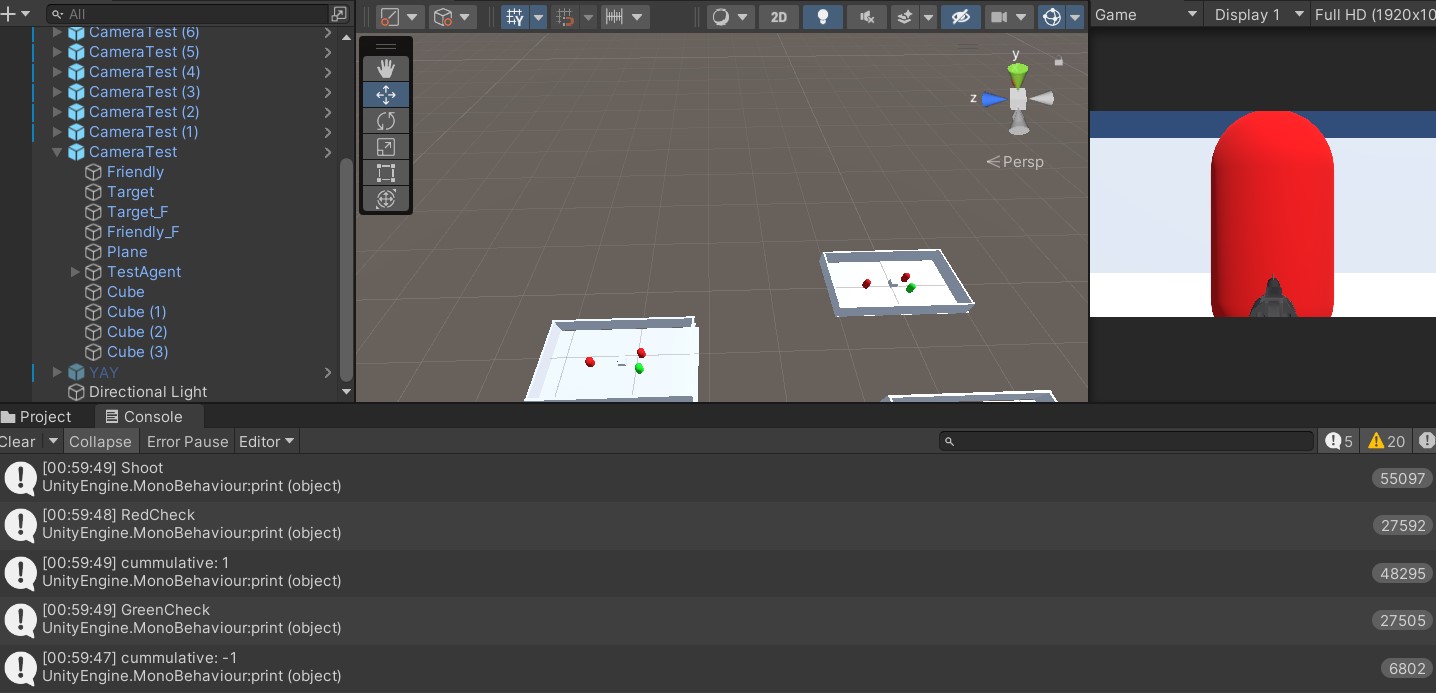 All
2D
Game
Display 1
Full HD (1920x10
CameraTest (6)
CameraTest (5)
CameraTest (4)
CameraTest (3)
CameraTest (2)
CameraTest (1)
CameraTest
Friendly
Target
Target_F
Friendly_F
Plane
TestAgent
Cube
Cube (1)
Cube (2)
Cube (3)
YAY
Directional Light
y
z
Persp
Project
Console
Clear
Collapse
Error Pause
Editor
5
20
[00:59:49] Shoot
UnityEngine.MonoBehaviour:print (object)
55097
[00:59:48] RedCheck
UnityEngine.MonoBehaviour:print (object)
27592
[00:59:49] cummulative: 1
UnityEngine.MonoBehaviour:print (object)
48295
[00:59:49] GreenCheck
UnityEngine.MonoBehaviour:print (object)
27505
[00:59:47] cummulative: -1
UnityEngine.MonoBehaviour:print (object)
6802